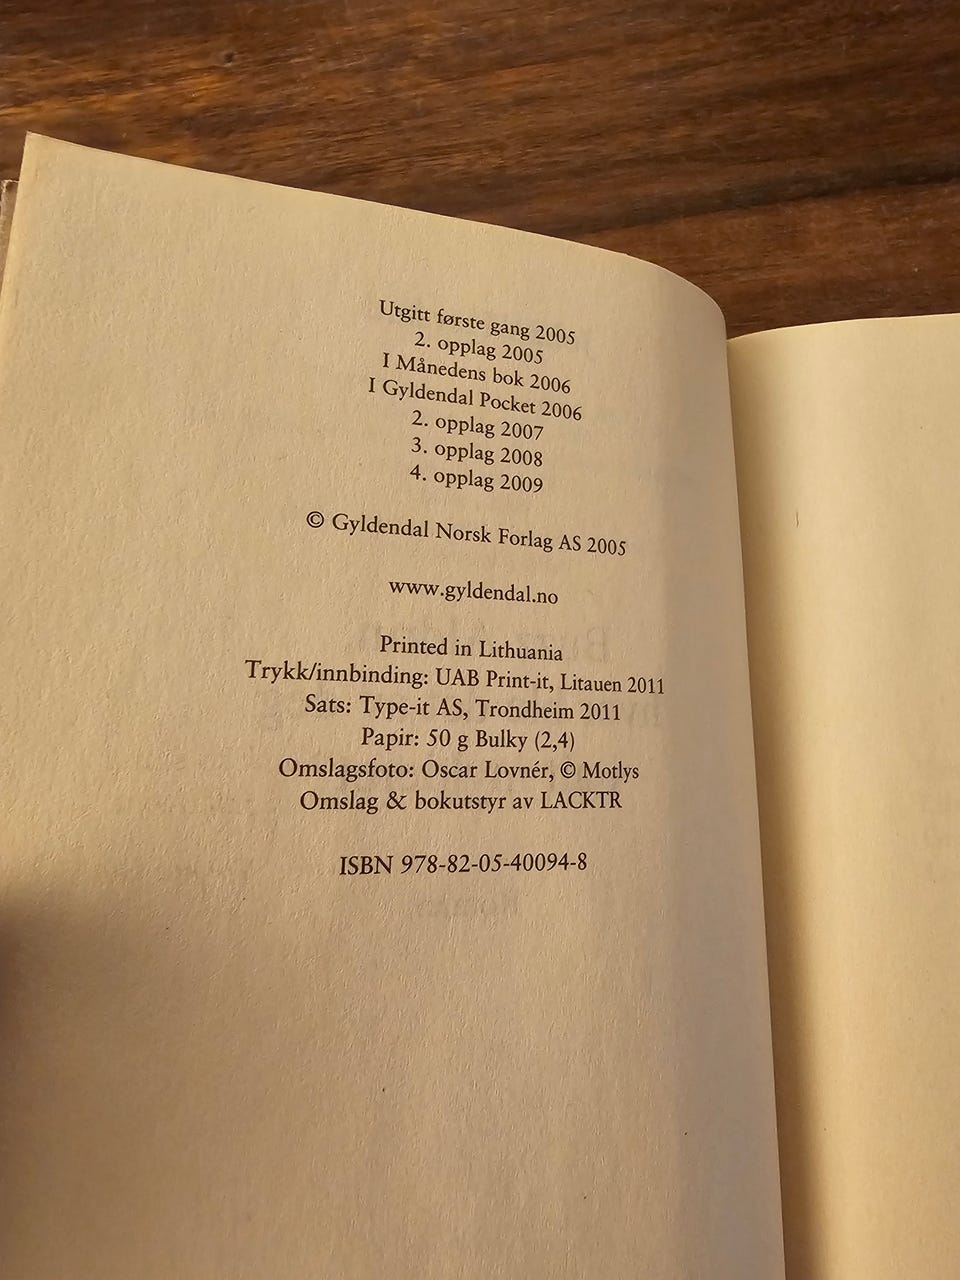 Utgitt første gang 2005
2. opplag 2005
I Månedens bok 2006
I Gyldendal Pocket 2006
2. opplag 2007
3. opplag 2008
4. opplag 2009
© Gyldendal Norsk Forlag AS 2005
www.gyldendal.no
Printed in Lithuania
Trykk/innbinding: UAB Print-it, Litauen 2011
Sats: Type-it AS, Trondheim 2011
Papir: 50 g Bulky (2,4)
Omslagsfoto: Oscar Lovnér, © Motlys
Omslag & bokutstyr av LACKTR
ISBN 978-82-05-40094-8